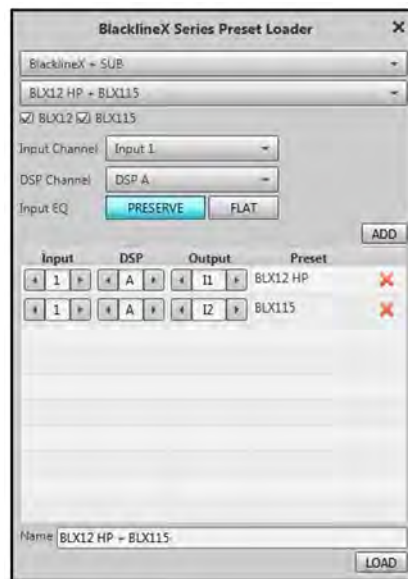 BlacklineX Series Preset Loader X
BlacklineX + SUB
BLX12 HP + BLX115
BLX12 BLX115
Input Channel Input 1
DSP Channel DSP A
Input EQ PRESERVE FLAT
ADD
Input DSP Output Preset
1 A I1 BLX12 HP
1 A I2 BLX115
Name BLX12 HP + BLX115
LOAD